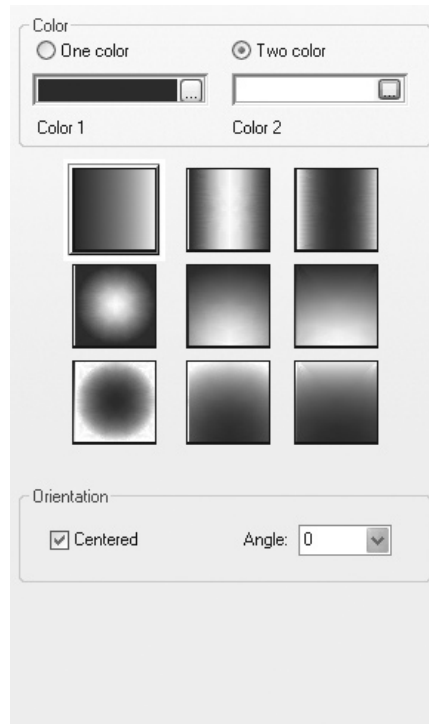 Color
One color
Two color
...
...
Color 1
Color 2
Orientation
Centered
Angle: 0